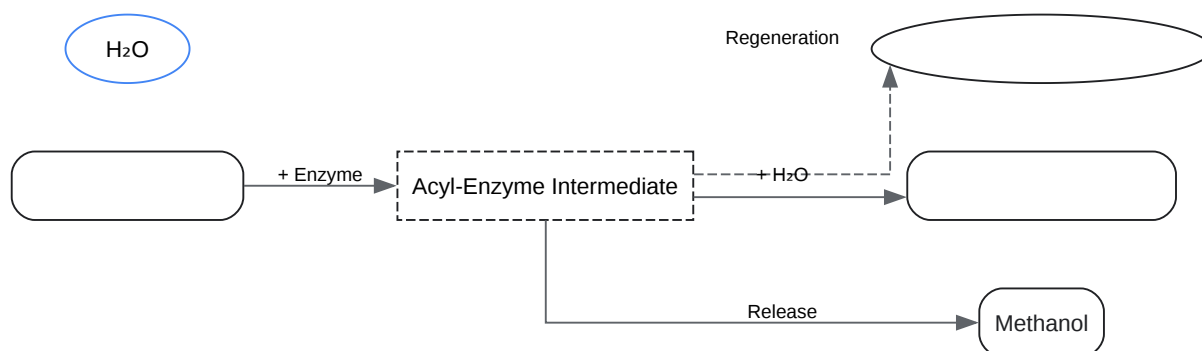 H₂O
Regeneration
+ Enzyme
Acyl-Enzyme Intermediate
+ H₂O
Release
Methanol